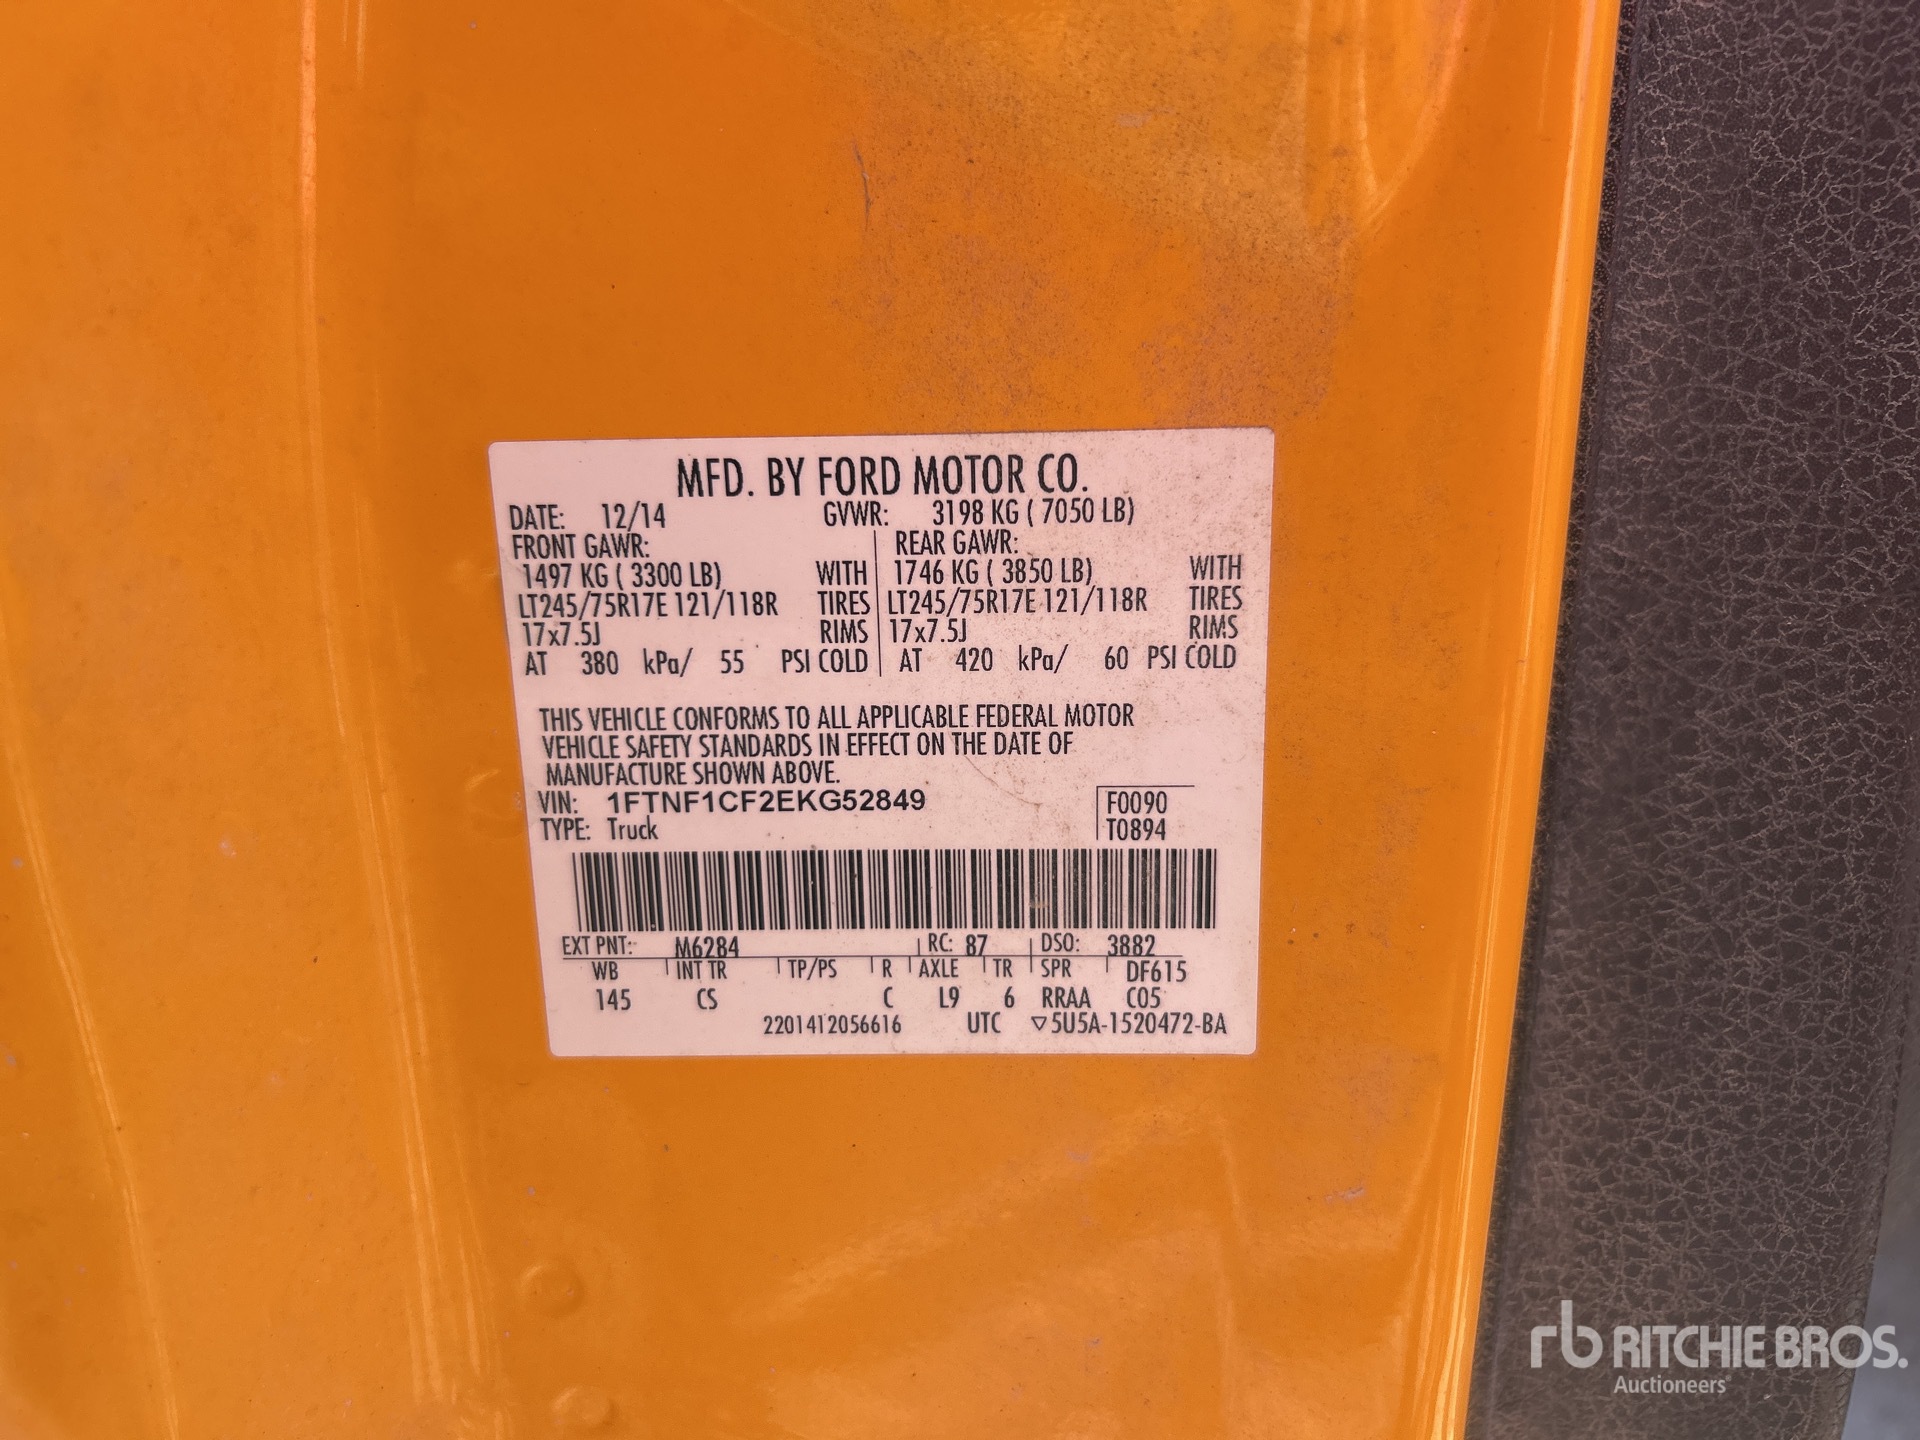 MFD. BY FORD MOTOR CO.
DATE: 12/14 GVWR: 3198 KG ( 7050 LB)
FRONT GAWR: REAR GAWR:
1497 KG ( 3300 LB) WITH 1746 KG ( 3850 LB) WITH
LT245/75R17E 121/118R TIRES LT245/75R17E 121/118R TIRES
17x7.5J RIMS 17x7.5J RIMS
AT 380 kPa/ 55 PSI COLD AT 420 kPa/ 60 PSI COLD
THIS VEHICLE CONFORMS TO ALL APPLICABLE FEDERAL MOTOR
VEHICLE SAFETY STANDARDS IN EFFECT ON THE DATE OF
MANUFACTURE SHOWN ABOVE.
VIN: 1FTNF1CF2EKG52849 F0090
TYPE: Truck T0894
EXT PNT: M6284 RC: 87 DSO: 3882
WB INT TR TP/PS R AXLE TR SPR DF615
145 CS C L9 6 RRAA C05
2201412056616 UTC ▽5U5A-1520472-BA
rb RITCHIE BROS.
Auctioneers